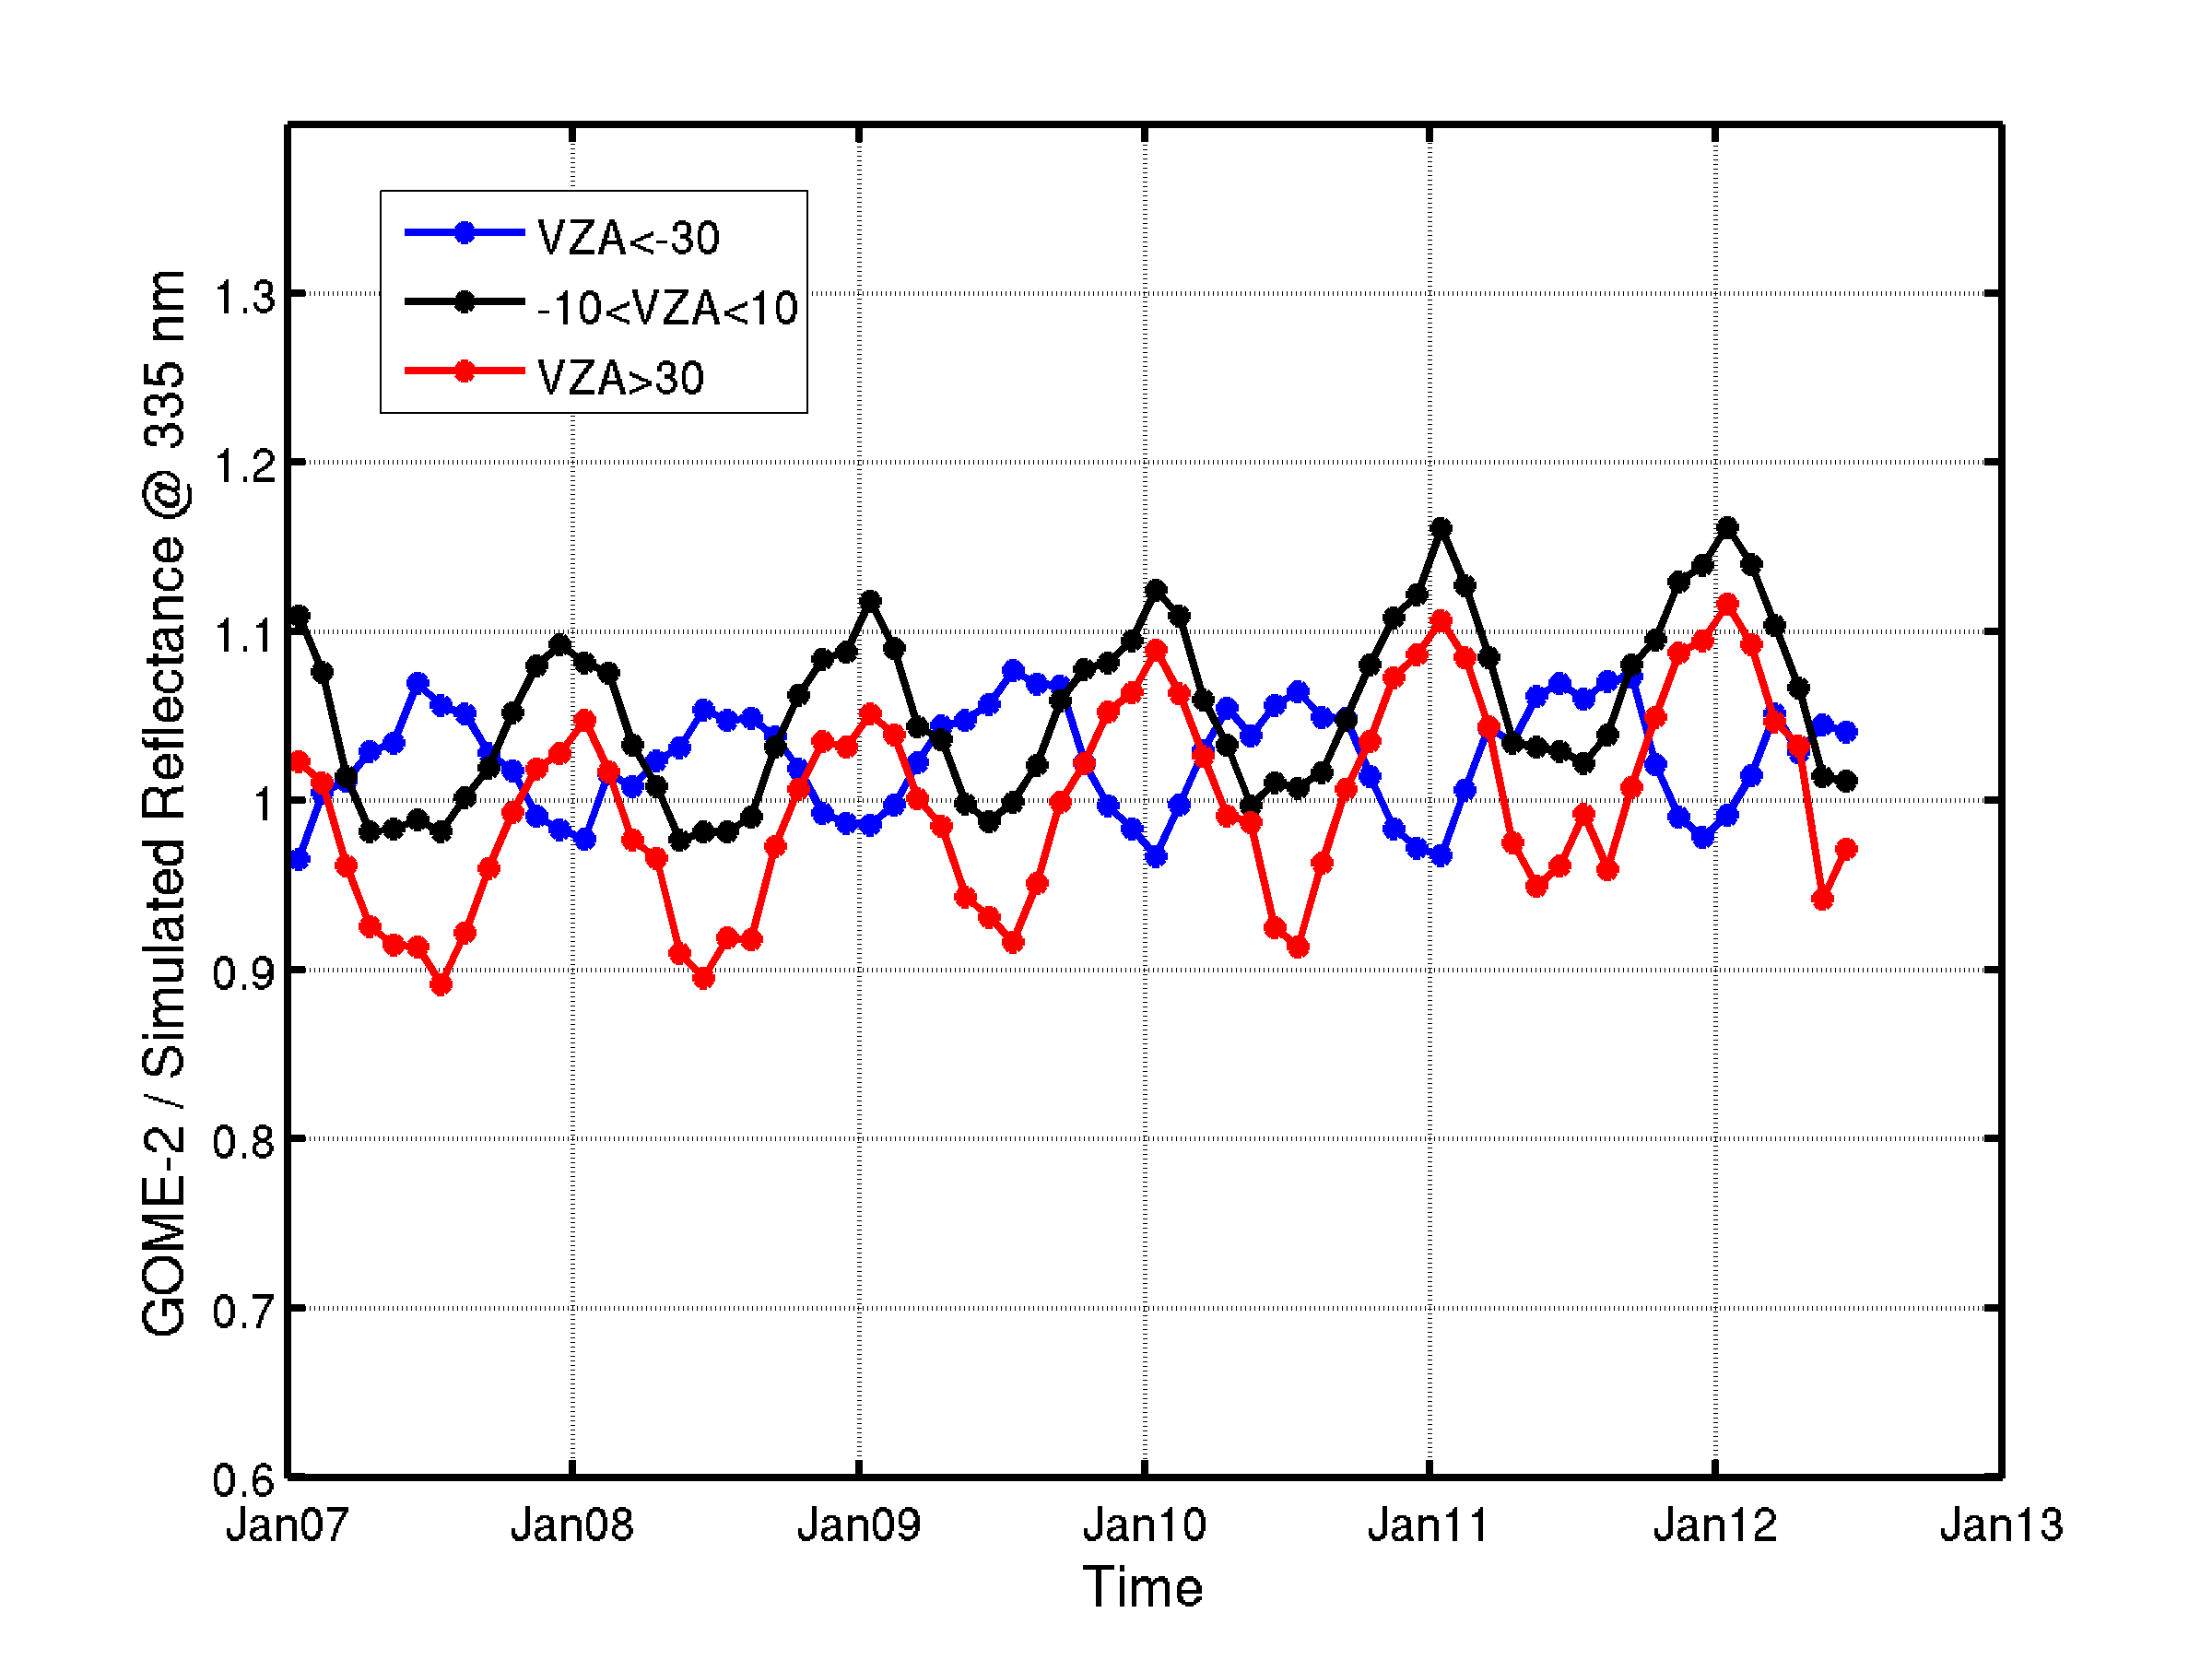 VZA<-30
-10<VZA<10
VZA>30
GOME-2 / Simulated Reflectance @ 335 nm
1.3
1.2
1.1
1
0.9
0.8
0.7
0.6
Jan07 Jan08 Jan09 Jan10 Jan11 Jan12 Jan13
Time